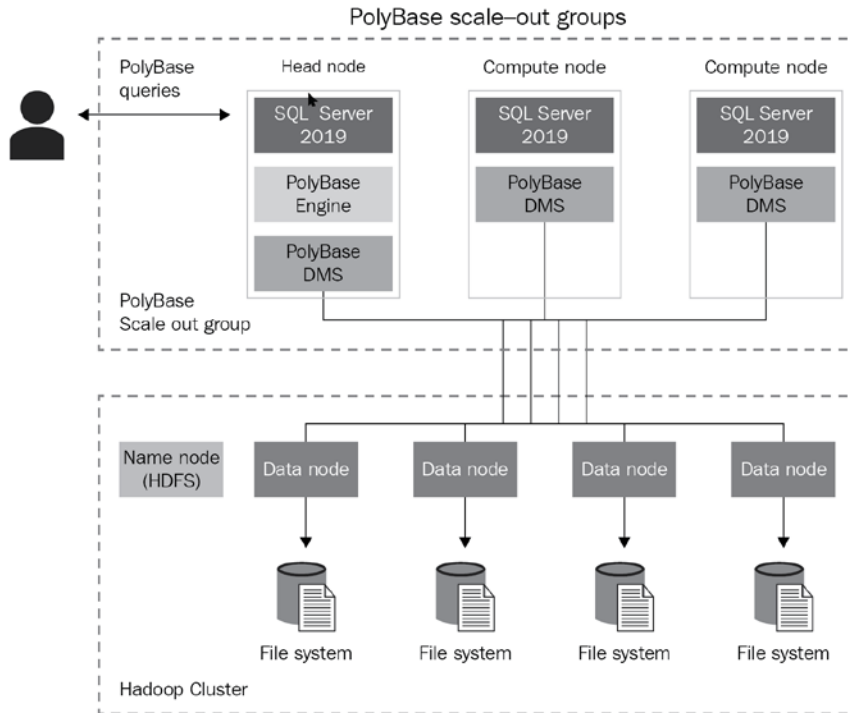 PolyBase scale–out groups
PolyBase
queries
Head node
Compute node
Compute node
SQL Server
2019
SQL Server
2019
SQL Server
2019
PolyBase
Engine
PolyBase
DMS
PolyBase
DMS
PolyBase
DMS
PolyBase
Scale out group
Name node
(HDFS)
Data node
Data node
Data node
Data node
File system
File system
File system
File system
Hadoop Cluster